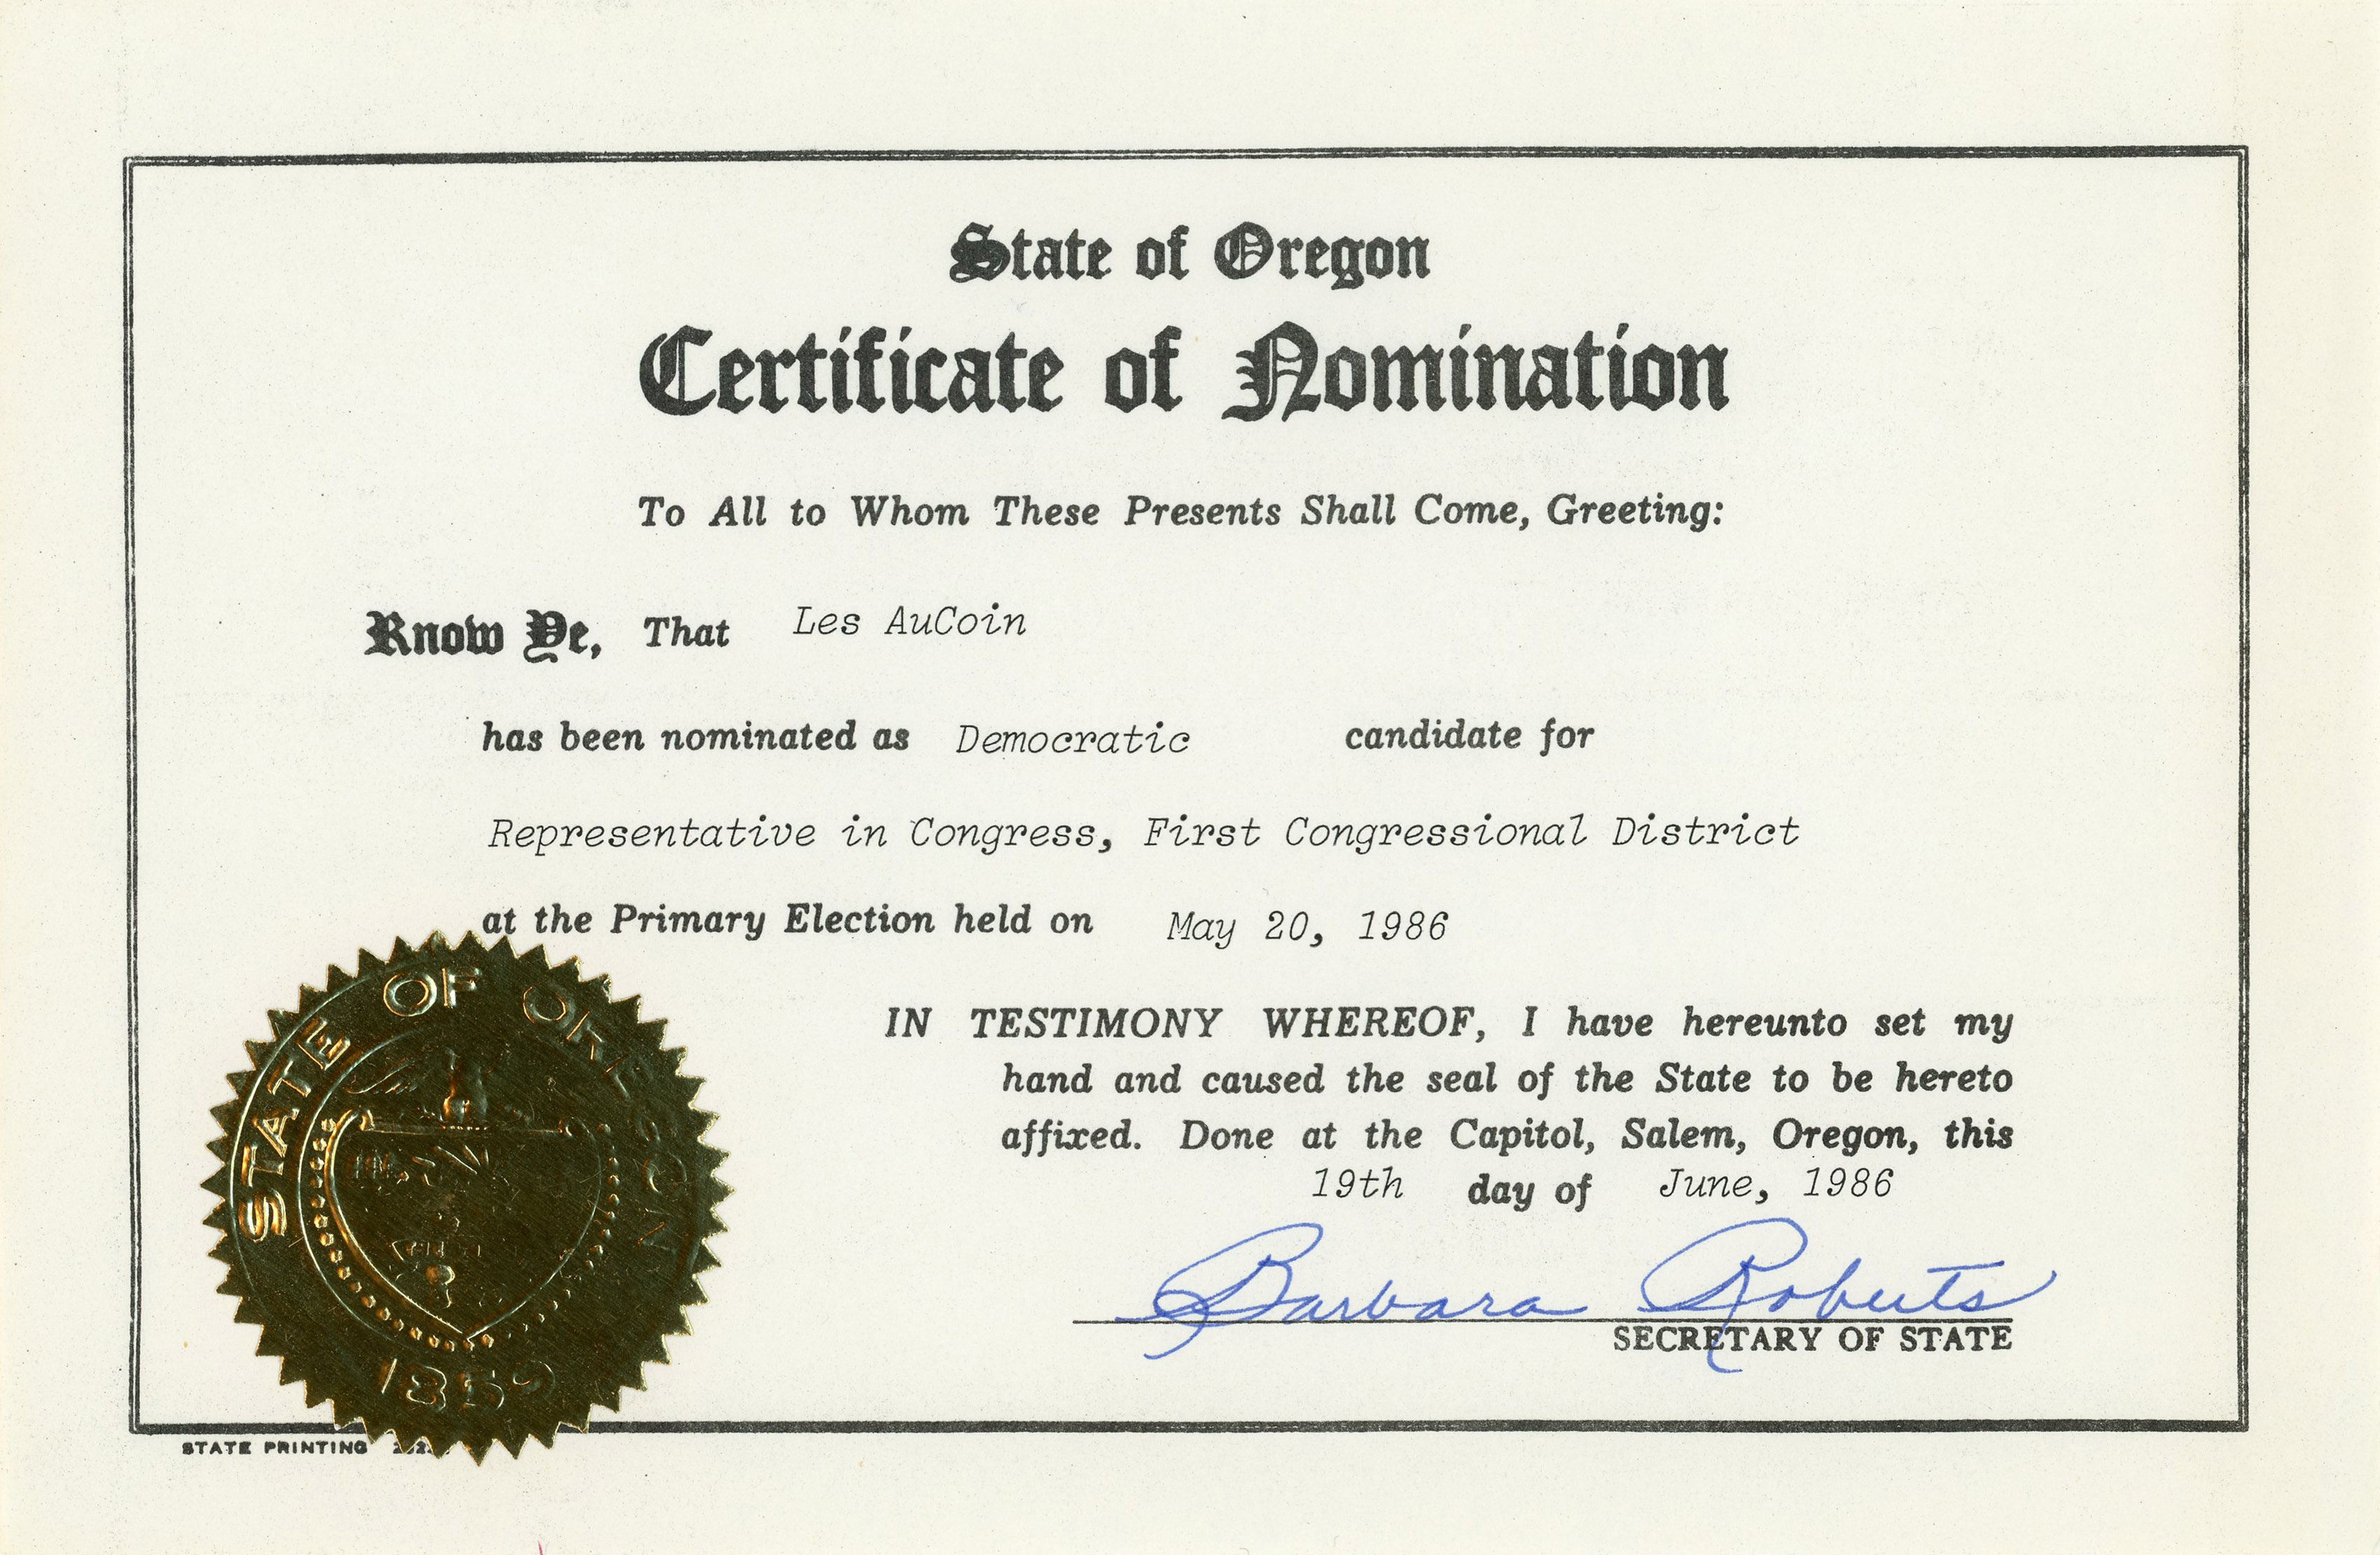 State of Oregon
Certificate of Nomination
To All to Whom These Presents Shall Come, Greeting:
Know Ye, That Les AuCoin
has been nominated as Democratic candidate for
Representative in Congress, First Congressional District
at the Primary Election held on May 20, 1986
IN TESTIMONY WHEREOF, I have hereunto set my
hand and caused the seal of the State to be hereto
affixed. Done at the Capitol, Salem, Oregon, this
19th day of June, 1986
Barbara Roberts
SECRETARY OF STATE
STATE OF OREGON
1859
STATE PRINTING